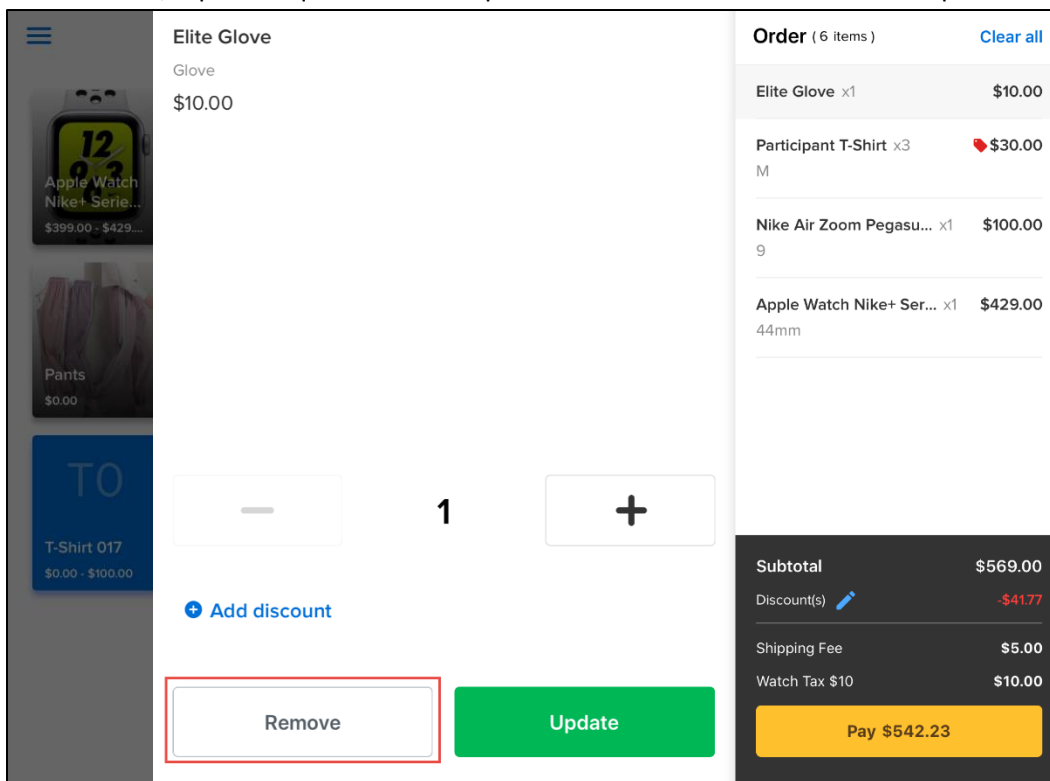 Elite Glove
Glove
$10.00
12
Apple Watch
Nike+ Serie...
$399.00 - $429....
Pants
$0.00
TO
T-Shirt 017
$0.00 - $100.00
1
Add discount
Remove
Update
Order ( 6 items ) Clear all
Elite Glove x1 $10.00
Participant T-Shirt x3 $30.00
M
Nike Air Zoom Pegasu... x1 $100.00
9
Apple Watch Nike+ Ser... x1 $429.00
44mm
Subtotal $569.00
Discount(s) -$41.77
Shipping Fee $5.00
Watch Tax $10 $10.00
Pay $542.23